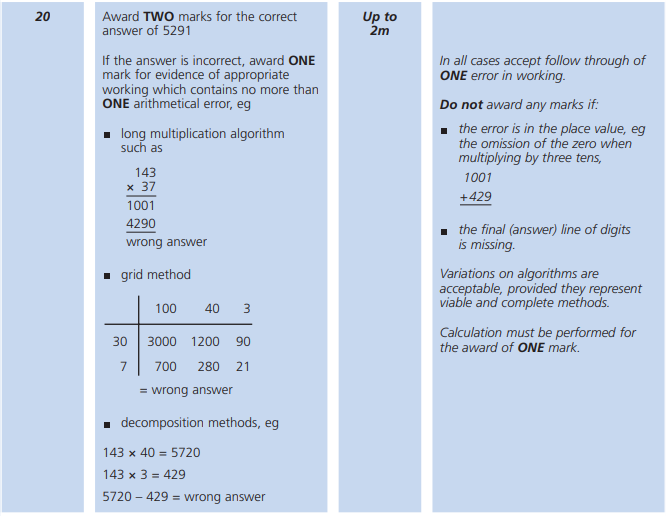 20
Award TWO marks for the correct
answer of 5291
If the answer is incorrect, award ONE
mark for evidence of appropriate
working which contains no more than
ONE arithmetical error, eg
■ long multiplication algorithm
such as
143
× 37
1001
4290
wrong answer
■ grid method
100 40 3
30 3000 1200 90
7 700 280 21
= wrong answer
■ decomposition methods, eg
143 × 40 = 5720
143 × 3 = 429
5720 – 429 = wrong answer
Up to
2m
In all cases accept follow through of
ONE error in working.
Do not award any marks if:
■ the error is in the place value, eg
the omission of the zero when
multiplying by three tens,
1001
+429
■ the final (answer) line of digits
is missing.
Variations on algorithms are
acceptable, provided they represent
viable and complete methods.
Calculation must be performed for
the award of ONE mark.